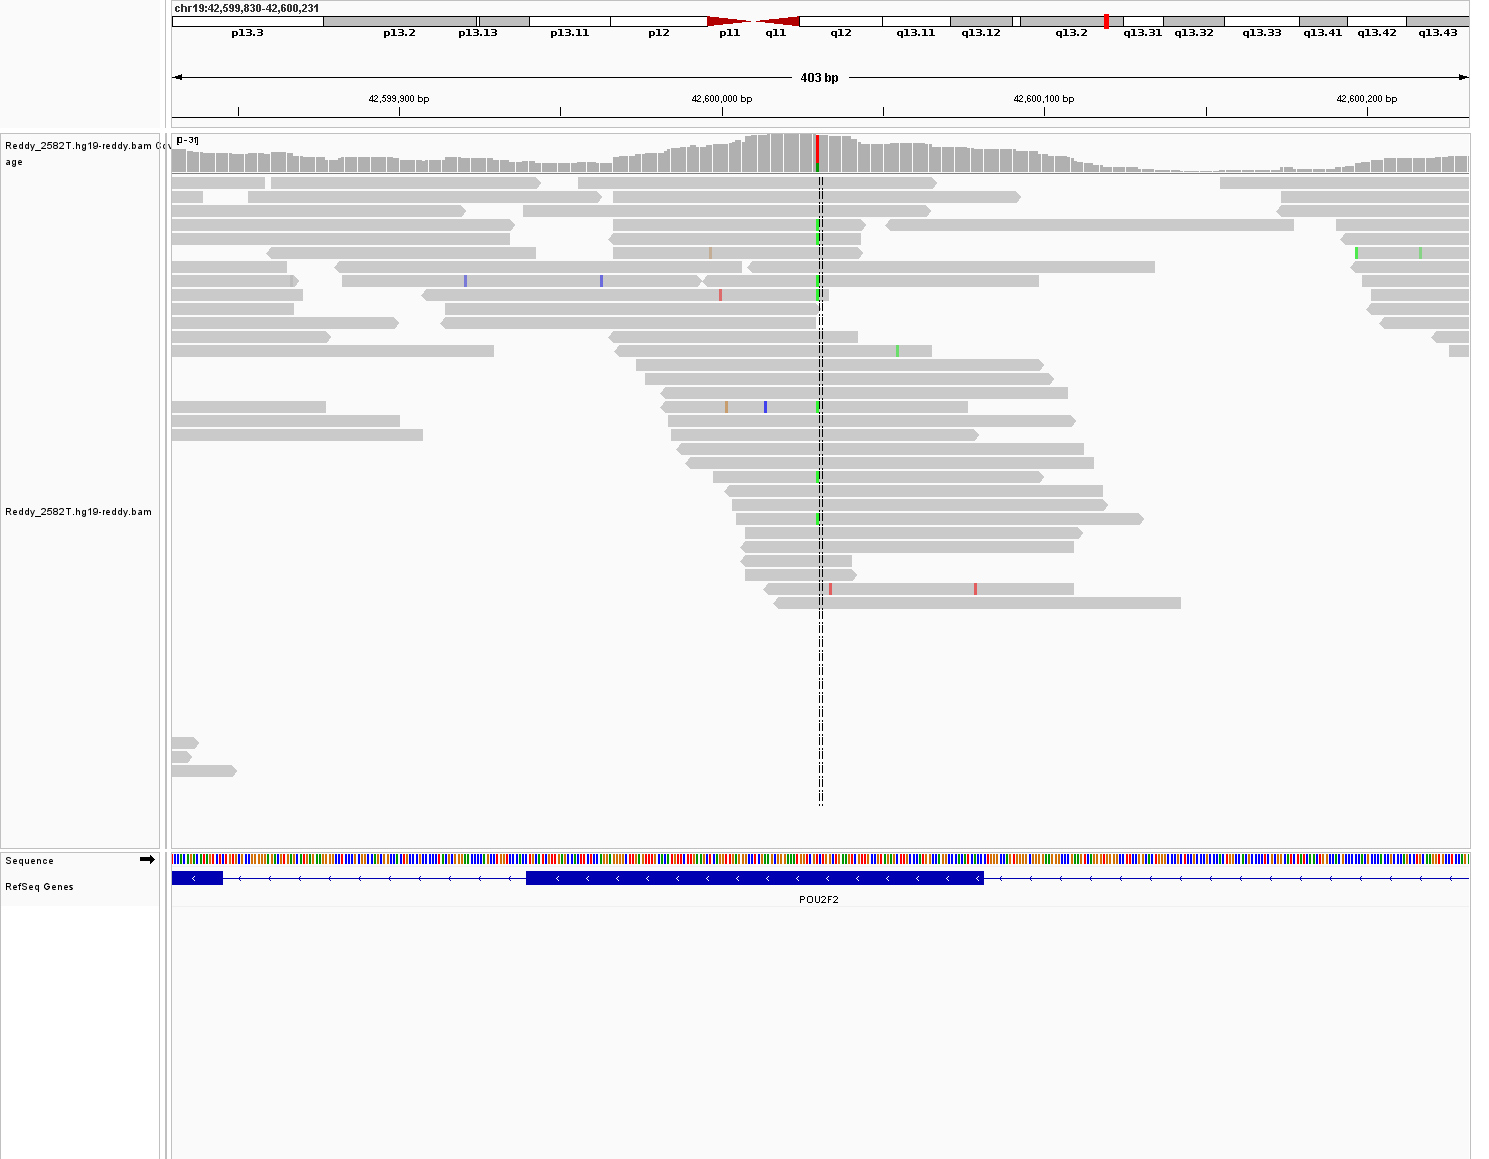 chr19:42,599,830-42,600,231
p13.3 p13.2 p13.13 p13.11 p12 p11 q11 q12 q13.11 q13.12 q13.2 q13.31 q13.32 q13.33 q13.41 q13.42 q13.43
403 bp
42,599,900 bp 42,600,000 bp 42,600,100 bp 42,600,200 bp
[0-31]
Reddy_2582T.hg19-reddy.bam Cov
age
Reddy_2582T.hg19-reddy.bam
Sequence
RefSeq Genes
POU2F2